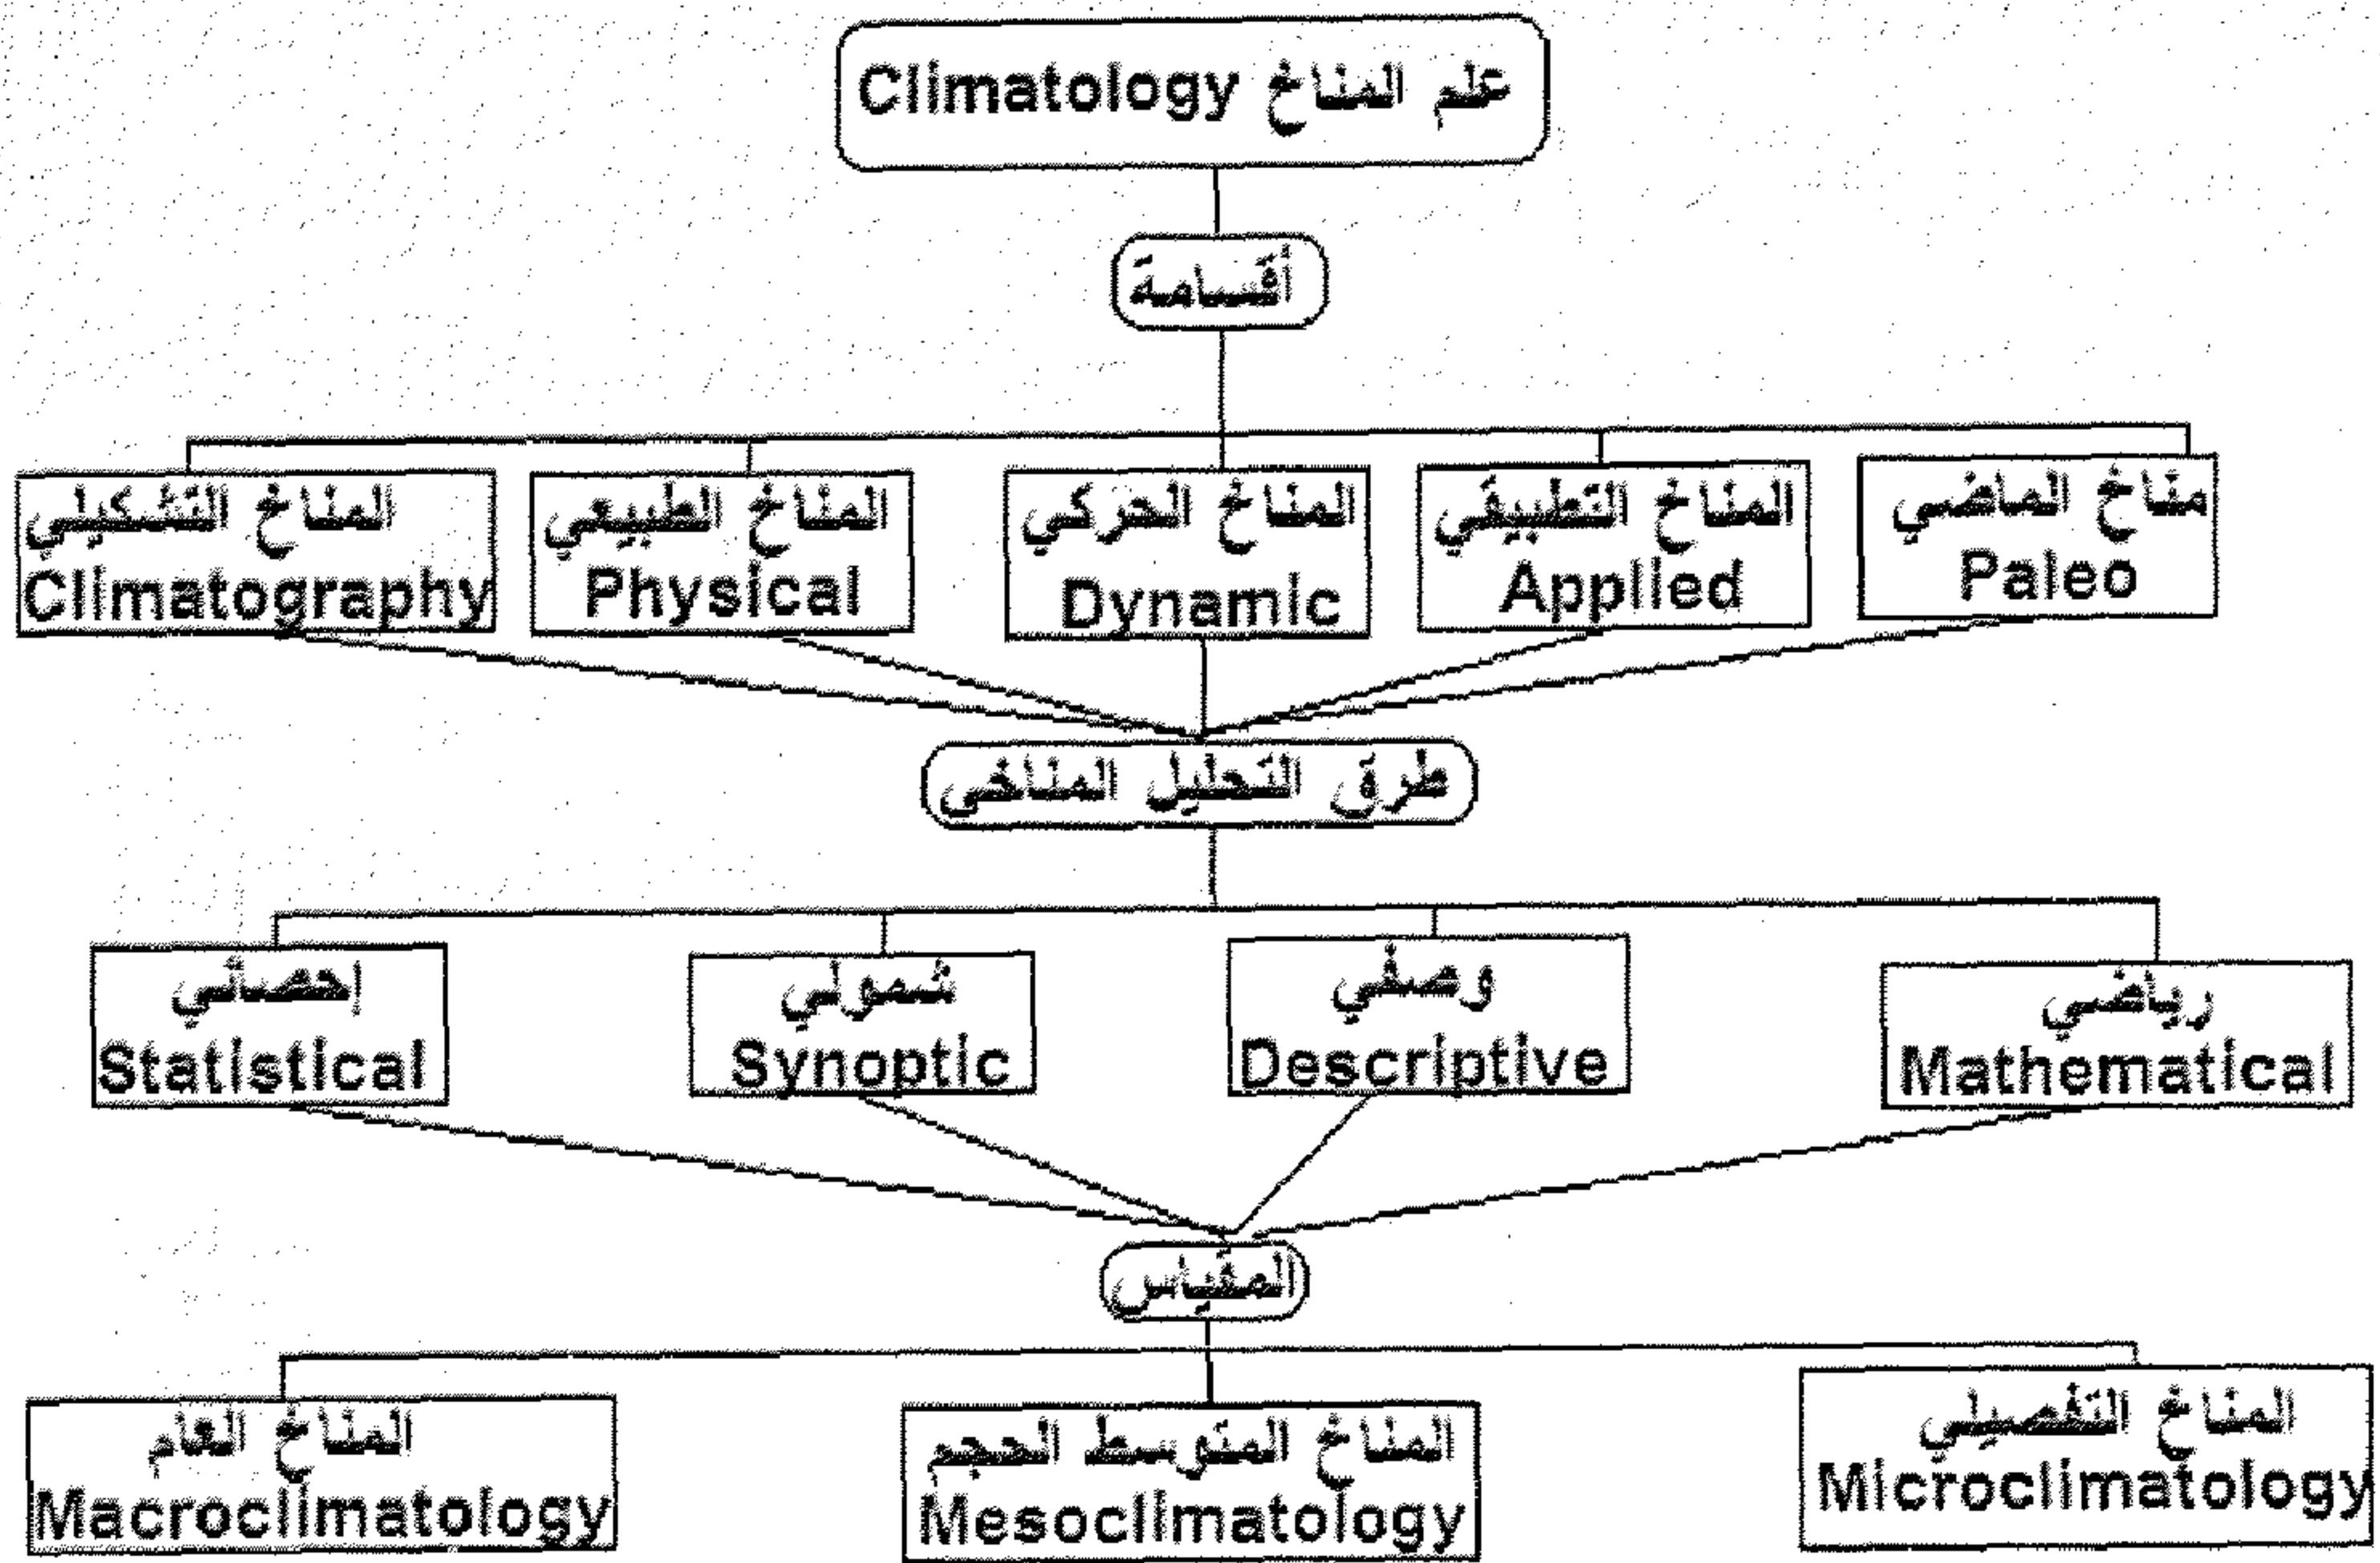 علم المناخ Climatology
أقسامة
مناخ الماضي
Paleo
المناخ التطبيقي
Applied
المناخ الحركي
Dynamic
المناخ الطبيعي
Physical
المناخ التشكيلي
Climatography
طرق التحليل المناخي
رياضي
Mathematical
وصفي
Descriptive
شمولي
Synoptic
إحصائي
Statistical
المقياس
المناخ التفصيلي
Microclimatology
المناخ المتوسط الحجم
Mesoclimatology
المناخ العام
Macroclimatology